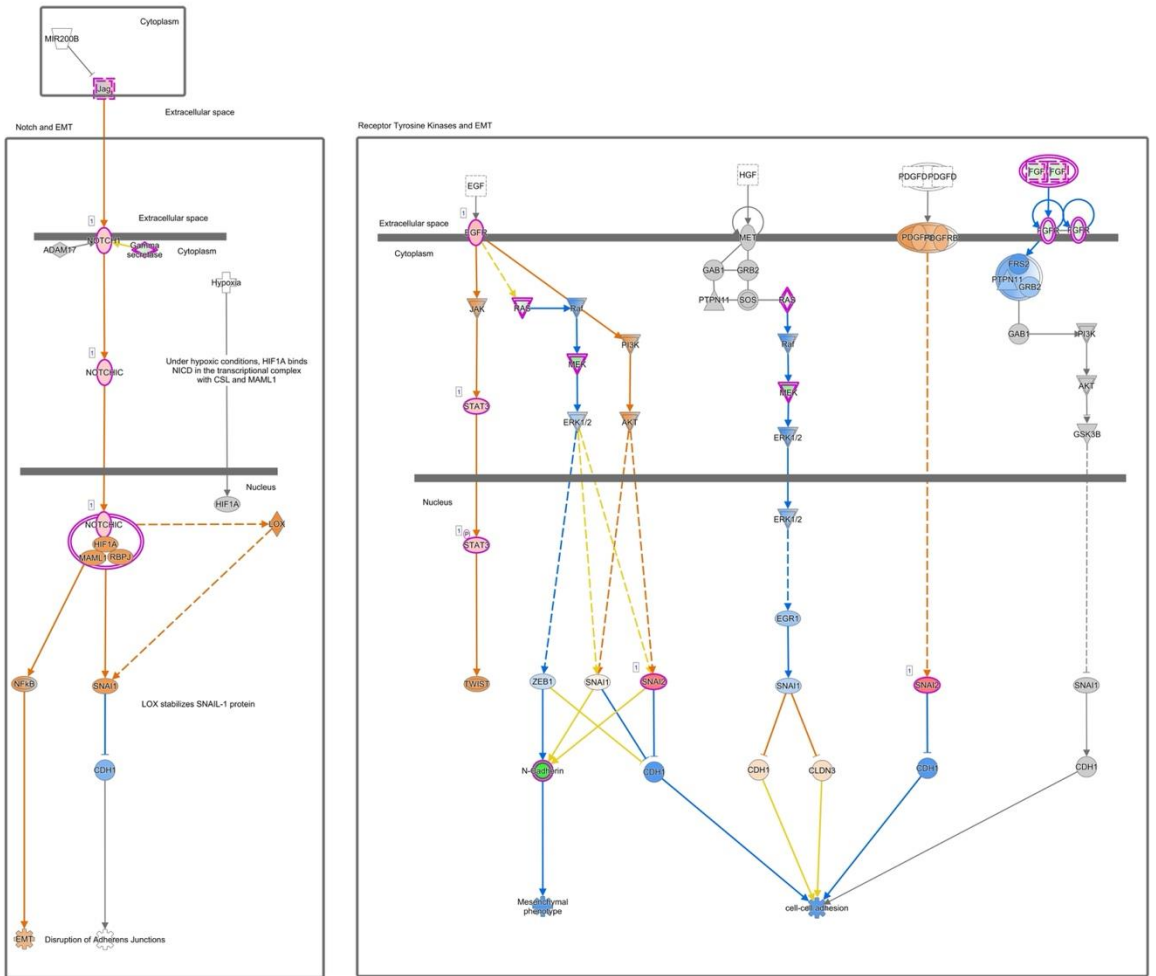 Cytoplasm
MIR200B
Jag
Extracellular space
Notch and EMT
1
Extracellular space
NOTCH1
ADAM17
Gamma
secretase
Cytoplasm
Hypoxia
1
NOTCHIC
Under hypoxic conditions, HIF1A binds
NICD in the transcriptional complex
with CSL and MAML1
Nucleus
HIF1A
1
NOTCHIC
LOX
HIF1A
MAML1
RBPJ
NFkB
SNAI1
LOX stabilizes SNAIL-1 protein
CDH1
EMT
Disruption of Adherens Junctions
Receptor Tyrosine Kinases and EMT
EGF
HGF
PDGFD
PDGFD
FGF
FGF
1
Extracellular space
EGFR
MET
PDGFRB
FGFR
FGFR
Cytoplasm
GAB1
GRB2
FRS2
PTPN11
GRB2
PTPN11
SOS
RAS
JAK
RAS
Raf
PI3K
Raf
GAB1
PI3K
MEK
MEK
AKT
1
STAT3
ERK1/2
AKT
ERK1/2
GSK3B
Nucleus
ERK1/2
1
P
STAT3
EGR1
1
1
TWIST
ZEB1
SNAI1
SNAI2
SNAI1
SNAI2
SNAI1
N-Cadherin
CDH1
CDH1
CLDN3
CDH1
CDH1
Mesenchymal
phenotype
cell-cell adhesion